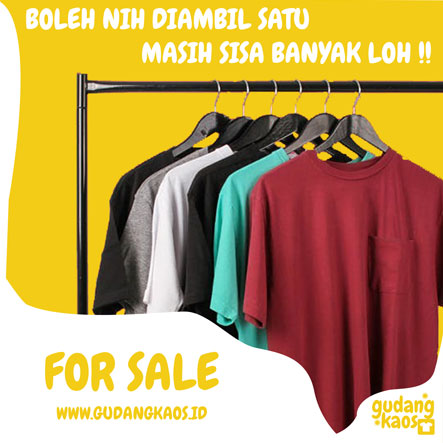 BOLEH NIH DIAMBIL SATU
MASIH SISA BANYAK LOH !!
FOR SALE
WWW.GUDANGKAOS.ID
gudang
kaos